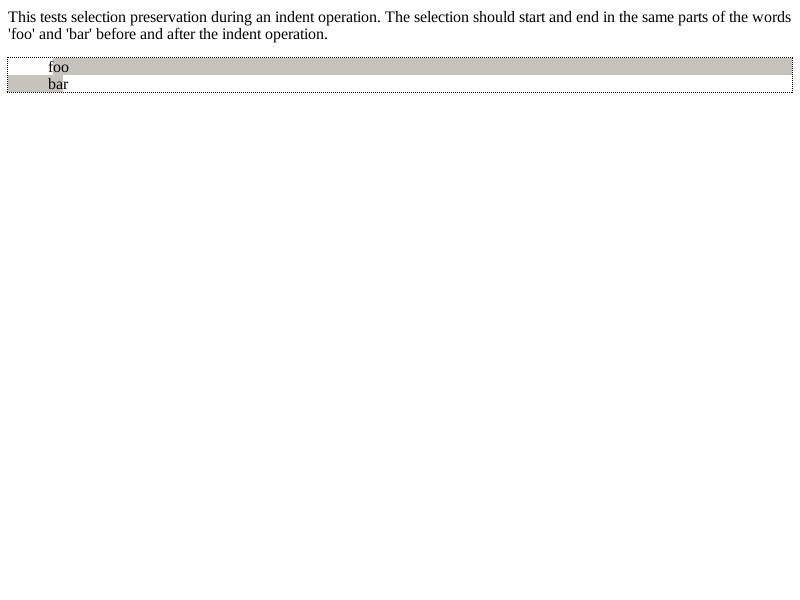 This tests selection preservation during an indent operation. The selection should start and end in the same parts of the words
'foo' and 'bar' before and after the indent operation.
foo
bar